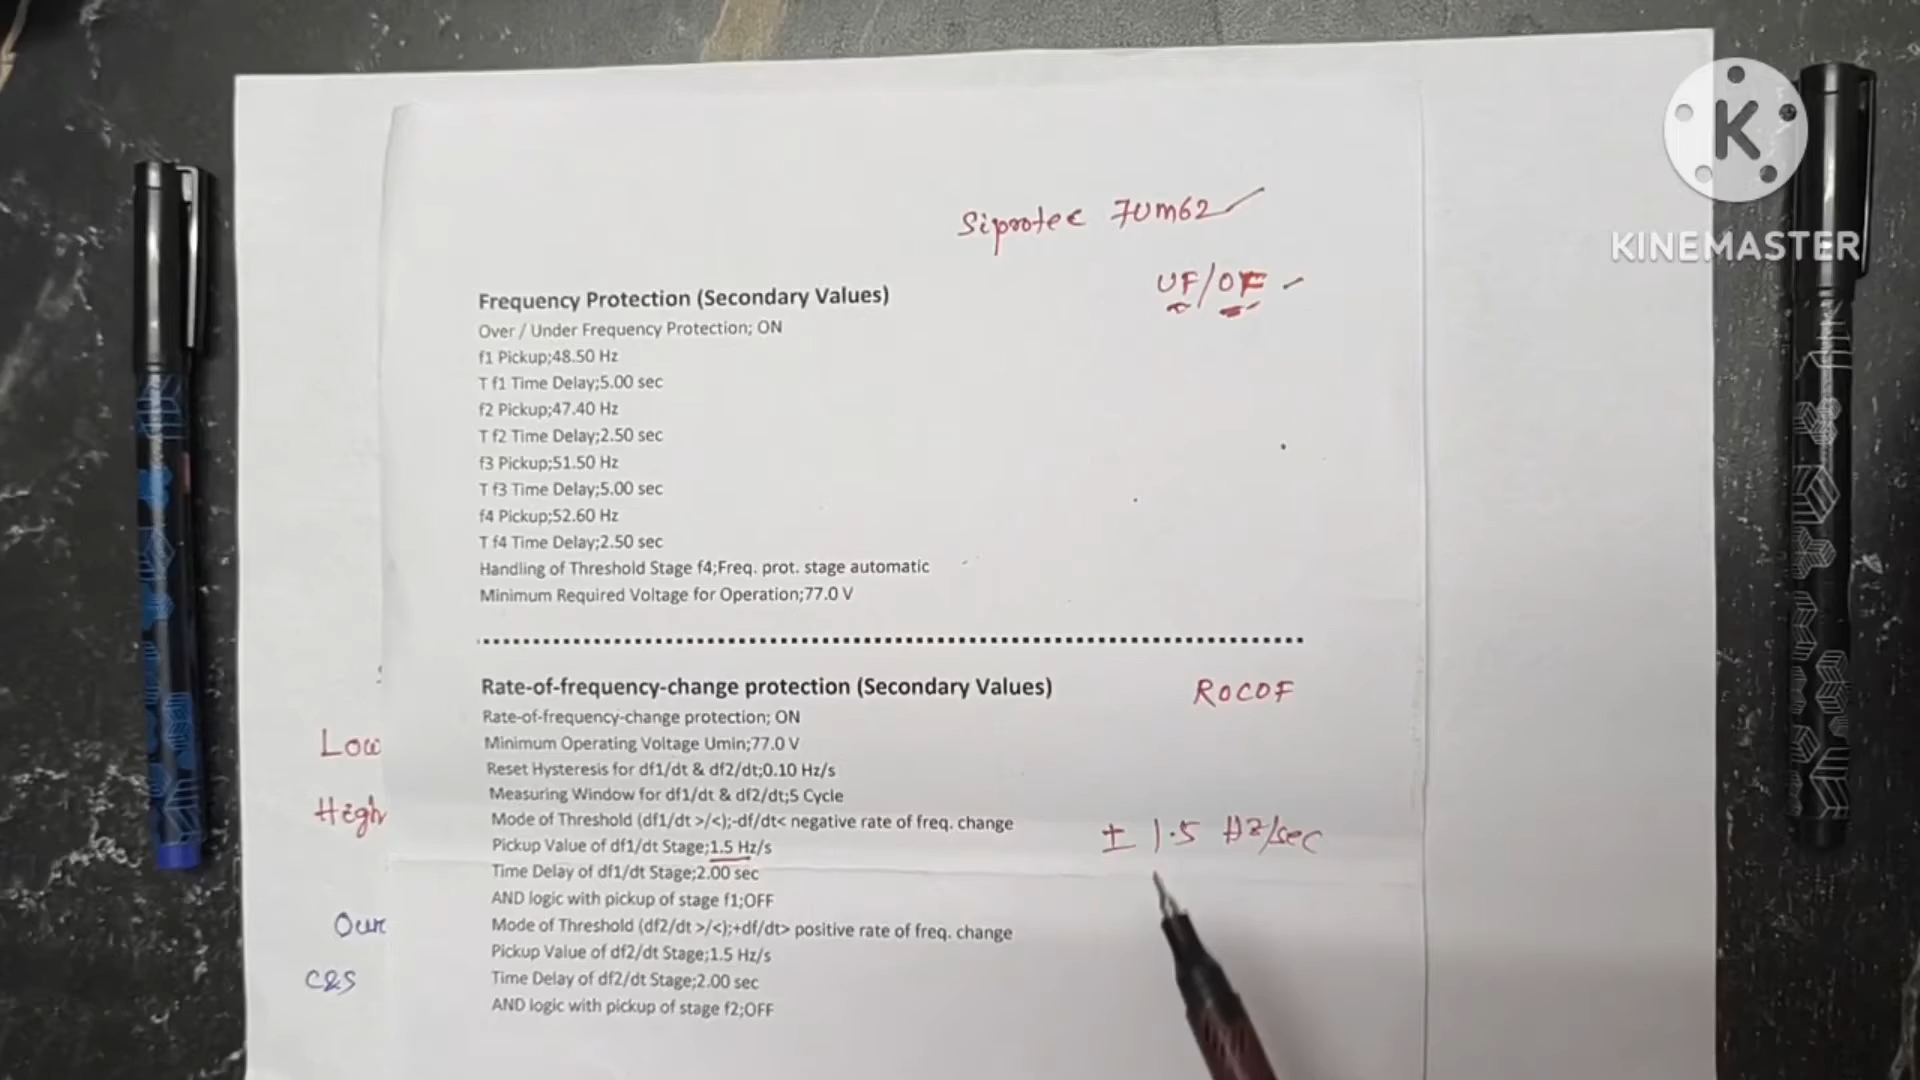 K
KINEMASTER
Siprotec 7UM62
UF/OF
Frequency Protection (Secondary Values)
Over / Under Frequency Protection; ON
f1 Pickup;48.50 Hz
T f1 Time Delay;5.00 sec
f2 Pickup;47.40 Hz
T f2 Time Delay;2.50 sec
f3 Pickup;51.50 Hz
T f3 Time Delay;5.00 sec
f4 Pickup;52.60 Hz
T f4 Time Delay;2.50 sec
Handling of Threshold Stage f4;Freq. prot. stage automatic
Minimum Required Voltage for Operation;77.0 V
Rate-of-frequency-change protection (Secondary Values)
ROCOF
Rate-of-frequency-change protection; ON
Low
Minimum Operating Voltage Umin;77.0 V
Reset Hysteresis for df1/dt & df2/dt;0.10 Hz/s
Measuring Window for df1/dt & df2/dt;5 Cycle
High
Mode of Threshold (df1/dt >/<);-df/dt< negative rate of freq. change
± 1.5 Hz/sec
Pickup Value of df1/dt Stage;1.5 Hz/s
Time Delay of df1/dt Stage;2.00 sec
AND logic with pickup of stage f1;OFF
Mode of Threshold (df2/dt >/<);+df/dt> positive rate of freq. change
Pickup Value of df2/dt Stage;1.5 Hz/s
C&S
Time Delay of df2/dt Stage;2.00 sec
AND logic with pickup of stage f2;OFF